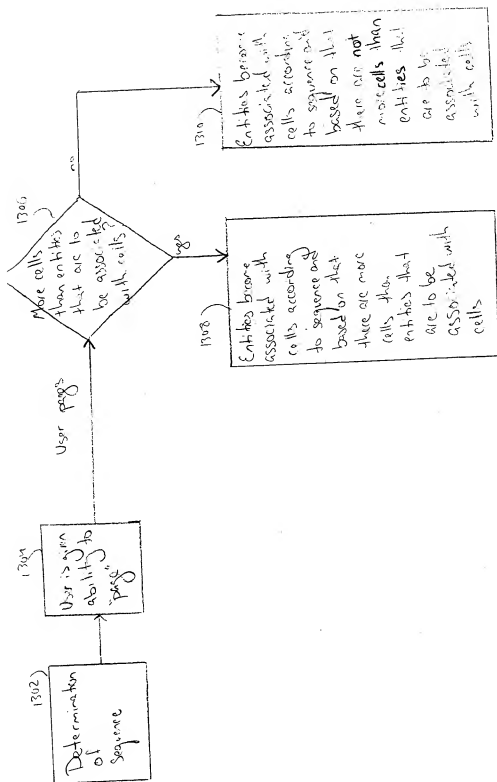 1302
Determination
of
sequence
1304
User is given
ability to
"page"
User pages
1306
More cells
than entities
that are to
be associated
with cells?
yes
no
1308
Entities become
associated with
cells according
to sequence and
based on that
there are more
cells than
entities that
are to be
associated with
cells
1310
Entities become
associated with
cells according
to sequence and
based on that
there are not
more cells than
entities that
are to be
associated
with cells